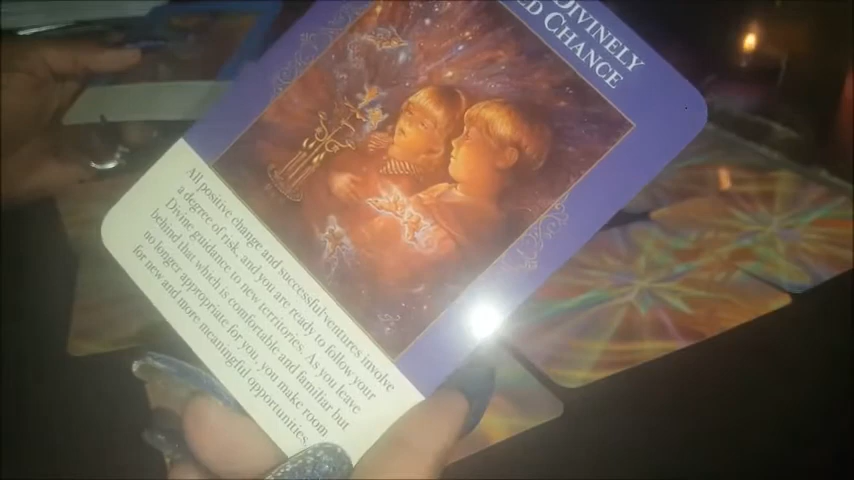 DIVINELY
D CHANCE
All positive change and successful ventures involve
a degree of risk, and you are ready to follow your
Divine guidance to new territories. As you leave
behind that which is comfortable and familiar but
no longer appropriate for you, you make room
for new and more meaningful opportunities.